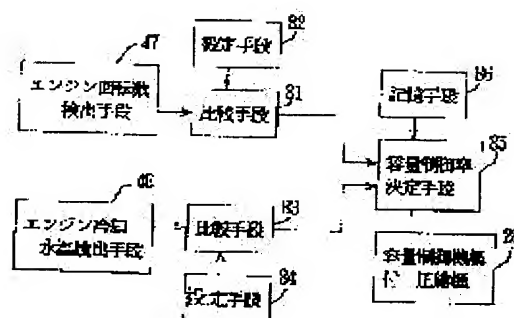 47
エンジン回転数
検出手段
82
設定手段
81
比較手段
記憶手段
85
容量制御率
決定手段
エンジン冷却
水温検出手段
83
比較手段
設定手段
84
容量制御機構
付 圧縮機